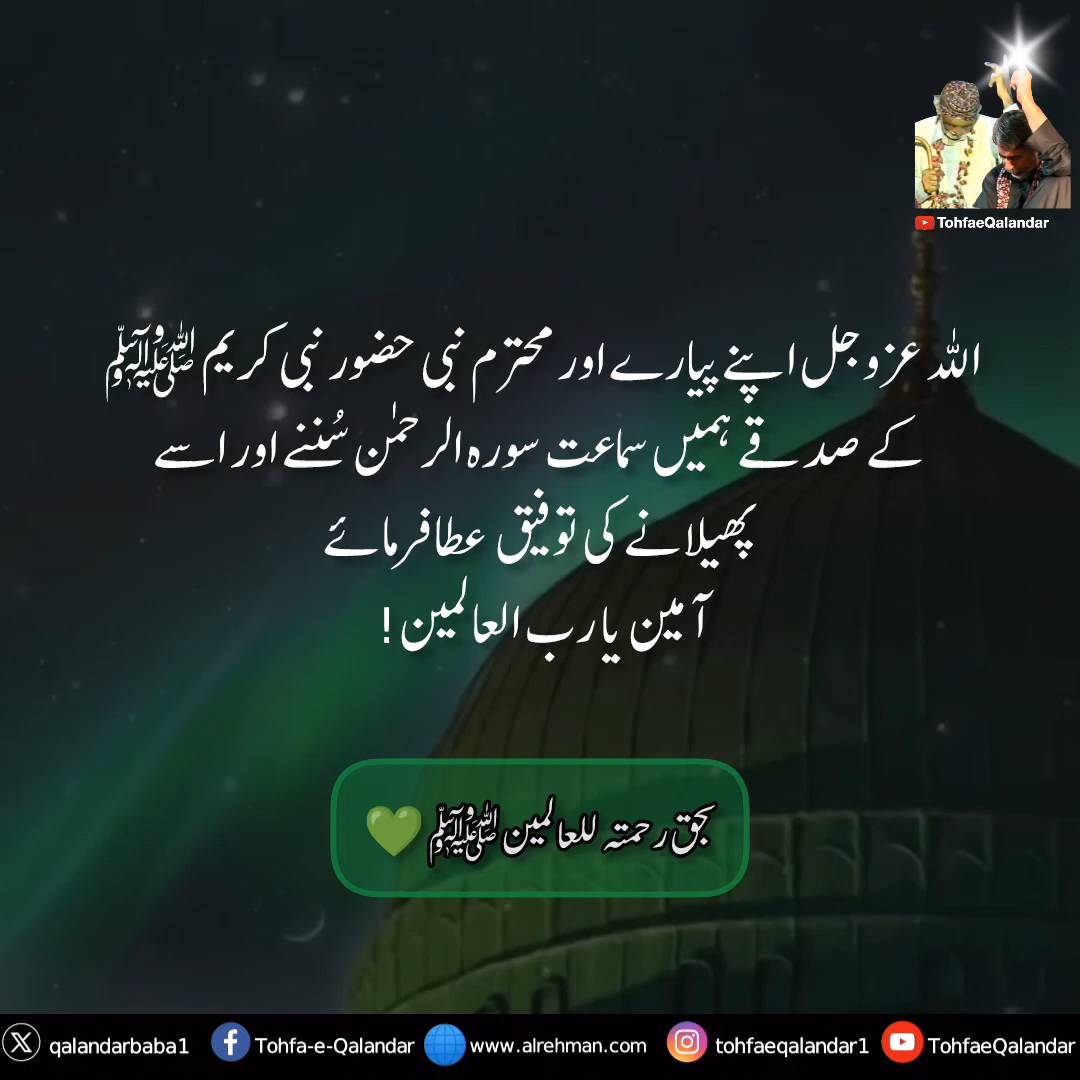 TohfaeQalandar
اللہ عزوجل اپنے پیارے اور محترم نبی حضور نبی کریم ﷺ
کے صدقے ہمیں سماعت سورہ الرحمٰن سُننے اور اسے
پھیلانے کی توفیق عطا فرمائے
آمین یا رب العالمین !
بحق رحمتہ للعالمین ﷺ 💚
qalandarbaba1 Tohfa-e-Qalandar www.alrehman.com tohfaeqalandar1 TohfaeQalandar